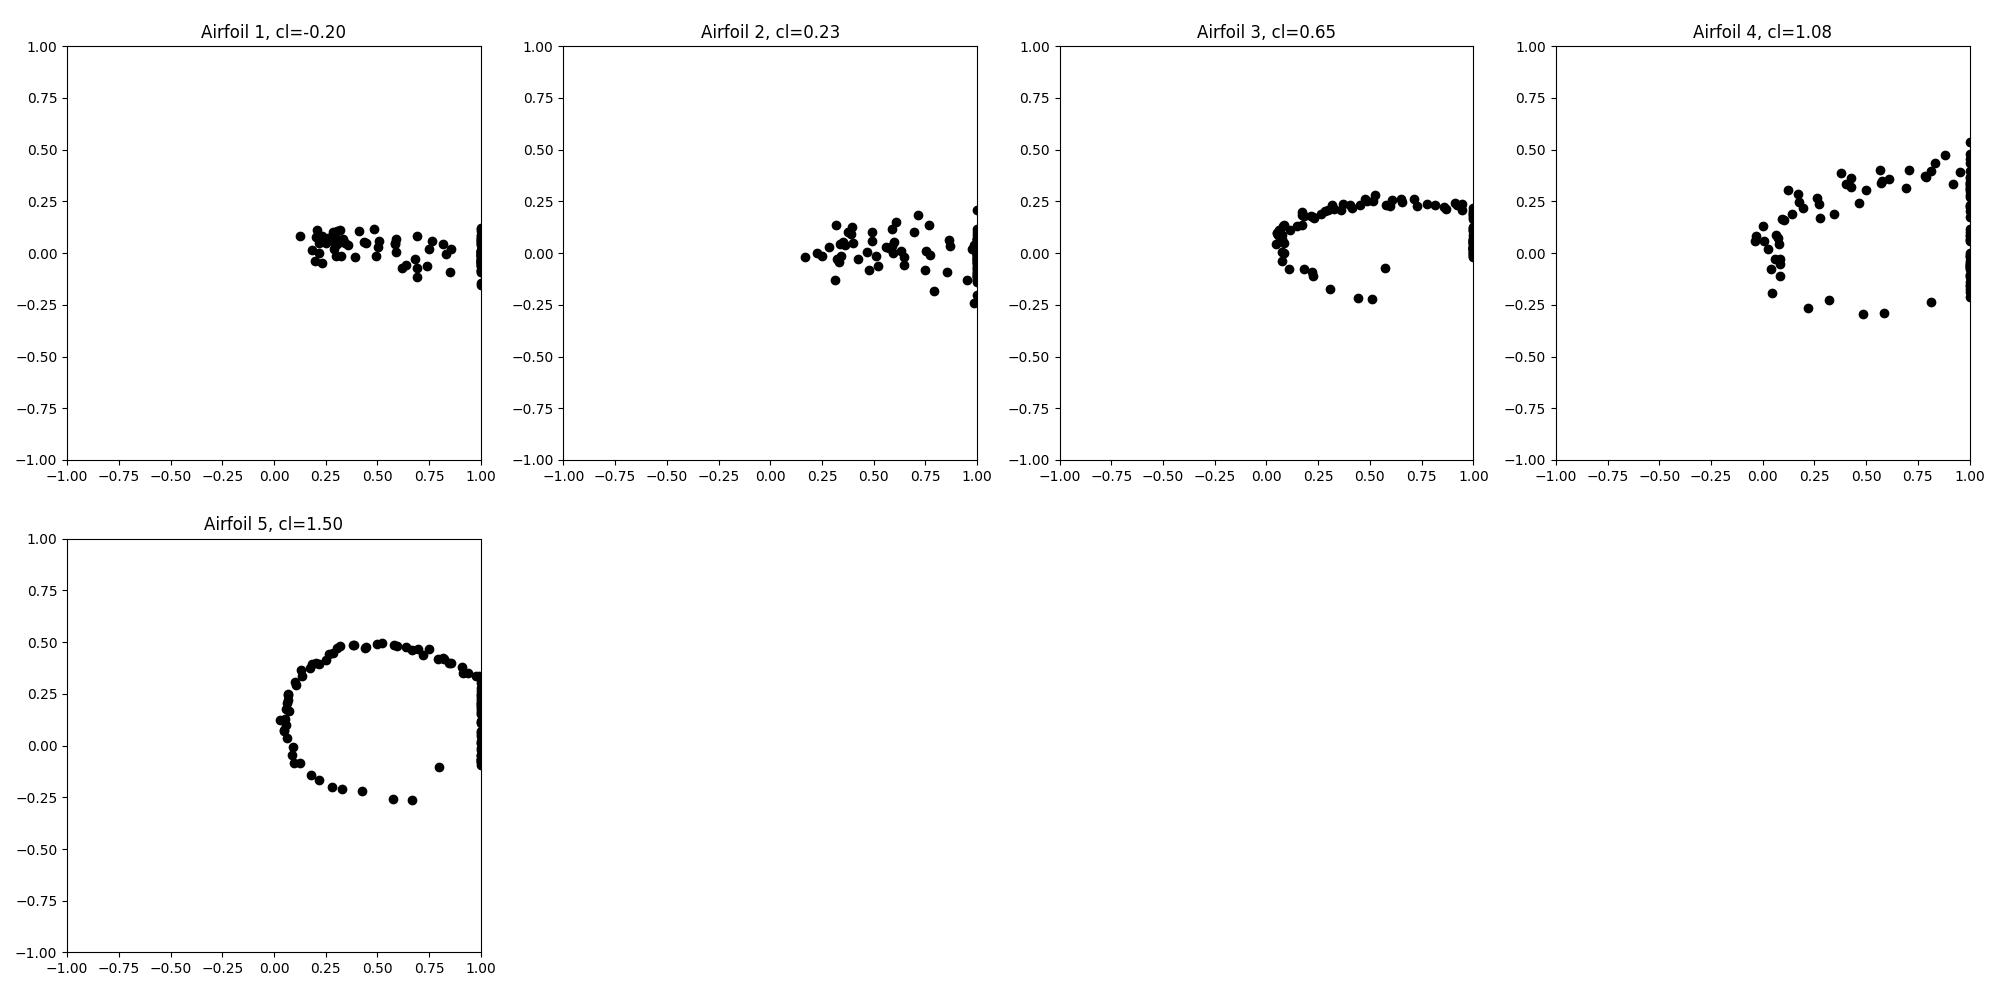 Airfoil 1, cl=-0.20
Airfoil 2, cl=0.23
Airfoil 3, cl=0.65
Airfoil 4, cl=1.08
1.00 1.00 1.00 1.00
0.75 0.75 0.75 0.75
0.50 0.50 0.50 0.50
0.25 0.25 0.25 0.25
0.00 0.00 0.00 0.00
−0.25 −0.25 −0.25 −0.25
−0.50 −0.50 −0.50 −0.50
−0.75 −0.75 −0.75 −0.75
−1.00 −1.00 −1.00 −1.00
−1.00 −0.75 −0.50 −0.25 0.00 0.25 0.50 0.75 1.00
−1.00 −0.75 −0.50 −0.25 0.00 0.25 0.50 0.75 1.00
−1.00 −0.75 −0.50 −0.25 0.00 0.25 0.50 0.75 1.00
−1.00 −0.75 −0.50 −0.25 0.00 0.25 0.50 0.75 1.00
Airfoil 5, cl=1.50
1.00
0.75
0.50
0.25
0.00
−0.25
−0.50
−0.75
−1.00
−1.00 −0.75 −0.50 −0.25 0.00 0.25 0.50 0.75 1.00